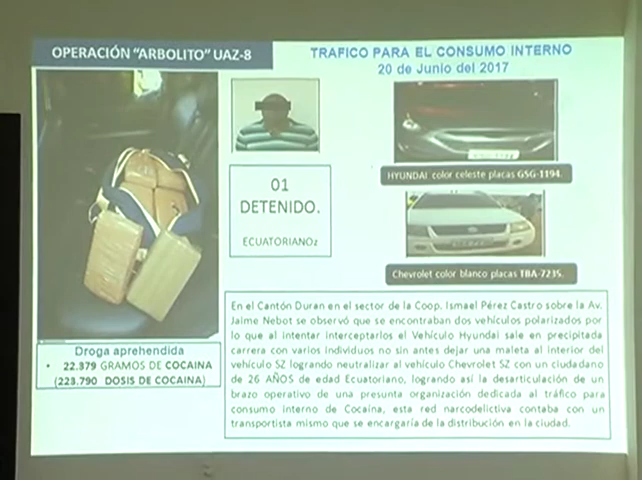 OPERACIÓN "ARBOLITO" UAZ-8
TRAFICO PARA EL CONSUMO INTERNO
20 de Junio del 2017
01
DETENIDO.
ECUATORIANOz
HYUNDAI color celeste placas GSG-1194.
Chevrolet color blanco placas TBA-7235.
Droga aprehendida
• 22.379 GRAMOS DE COCAINA
(223.790 DOSIS DE COCAINA)
En el Cantón Duran en el sector de la Coop. Ismael Pérez Castro sobre la Av.
Jaime Nebot se observó que se encontraban dos vehículos polarizados por
lo que al intentar interceptarlos el Vehículo Hyundai sale en precipitada
carrera con varios individuos no sin antes dejar una maleta al interior del
vehículo SZ logrando neutralizar al vehículo Chevrolet SZ con un ciudadano
de 26 AÑOS de edad Ecuatoriano, logrando así la desarticulación de un
brazo operativo de una presunta organización dedicada al tráfico para
consumo interno de Cocaína, esta red narcodelictiva contaba con un
transportista mismo que se encargaría de la distribución en la ciudad.